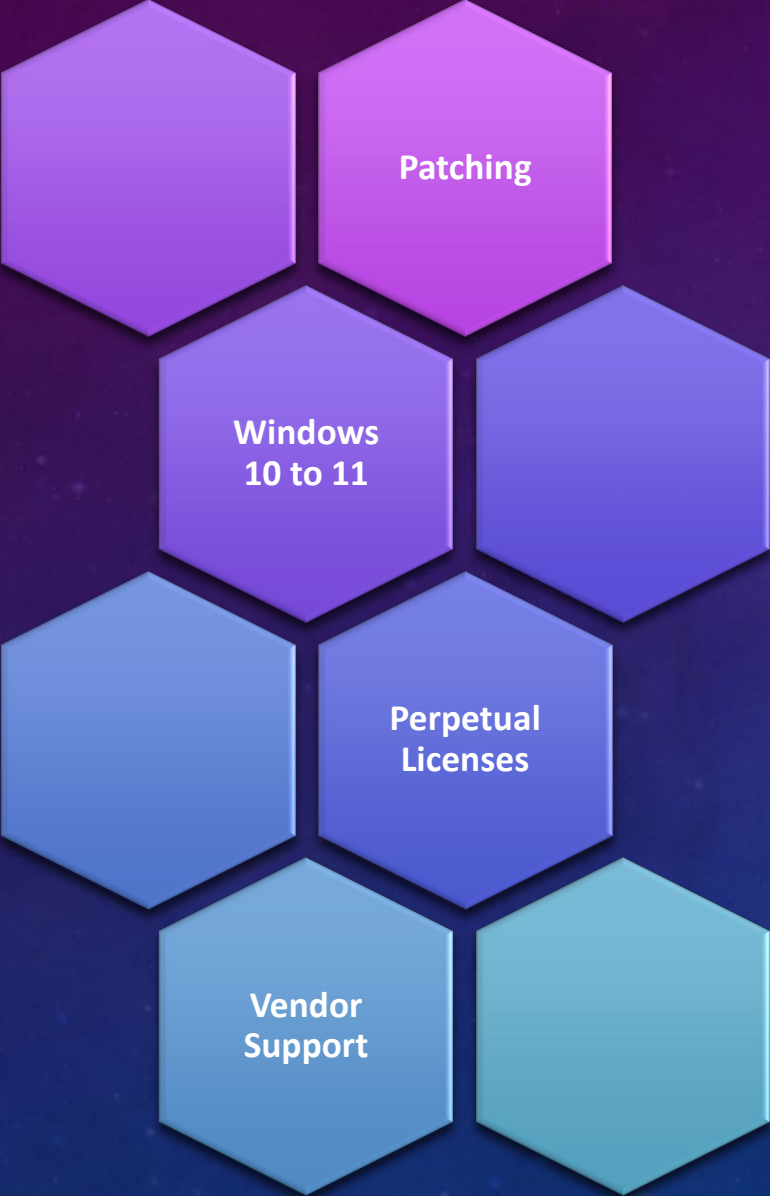 Patching
Windows
10 to 11
Perpetual
Licenses
Vendor
Support